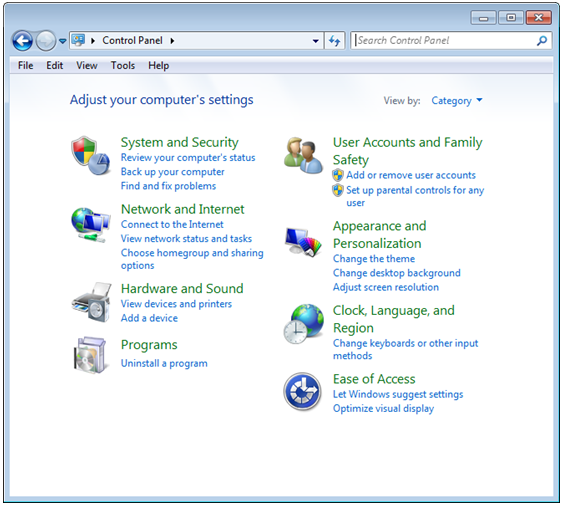 Control Panel
Search Control Panel
File Edit View Tools Help
Adjust your computer's settings
View by: Category
System and Security
Review your computer's status
Back up your computer
Find and fix problems
Network and Internet
Connect to the Internet
View network status and tasks
Choose homegroup and sharing
options
Hardware and Sound
View devices and printers
Add a device
Programs
Uninstall a program
User Accounts and Family
Safety
Add or remove user accounts
Set up parental controls for any
user
Appearance and
Personalization
Change the theme
Change desktop background
Adjust screen resolution
Clock, Language, and
Region
Change keyboards or other input
methods
Ease of Access
Let Windows suggest settings
Optimize visual display